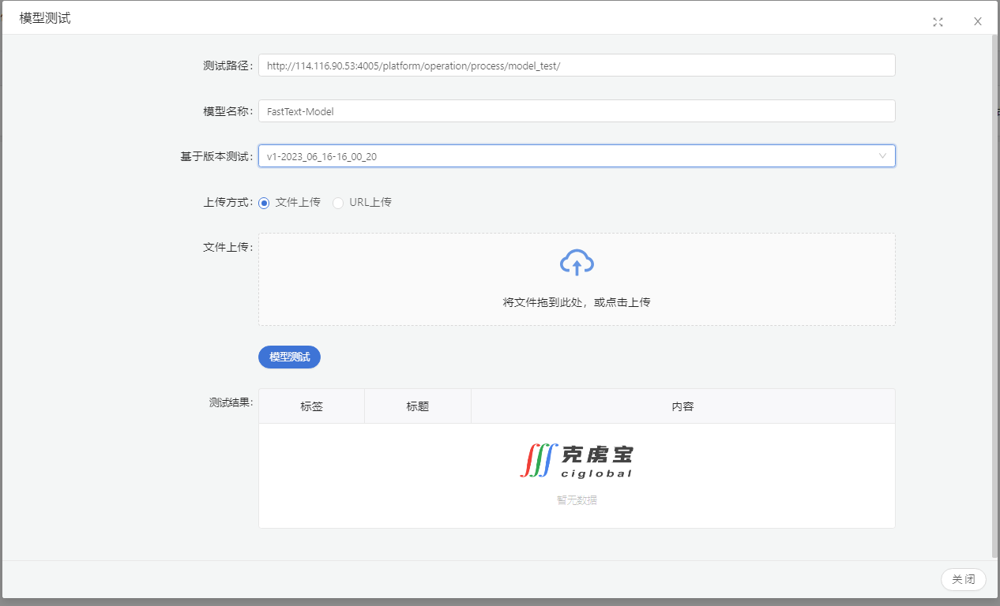 模型测试
测试路径: http://114.116.90.53:4005/platform/operation/process/model_test/
模型名称: FastText-Model
基于版本测试: v1-2023_06_16-16_00_20
上传方式: 文件上传 URL上传
文件上传:
将文件拖到此处，或点击上传
模型测试
测试结果: 标签 标题 内容
克虏宝
ciglobal
暂无数据
关闭